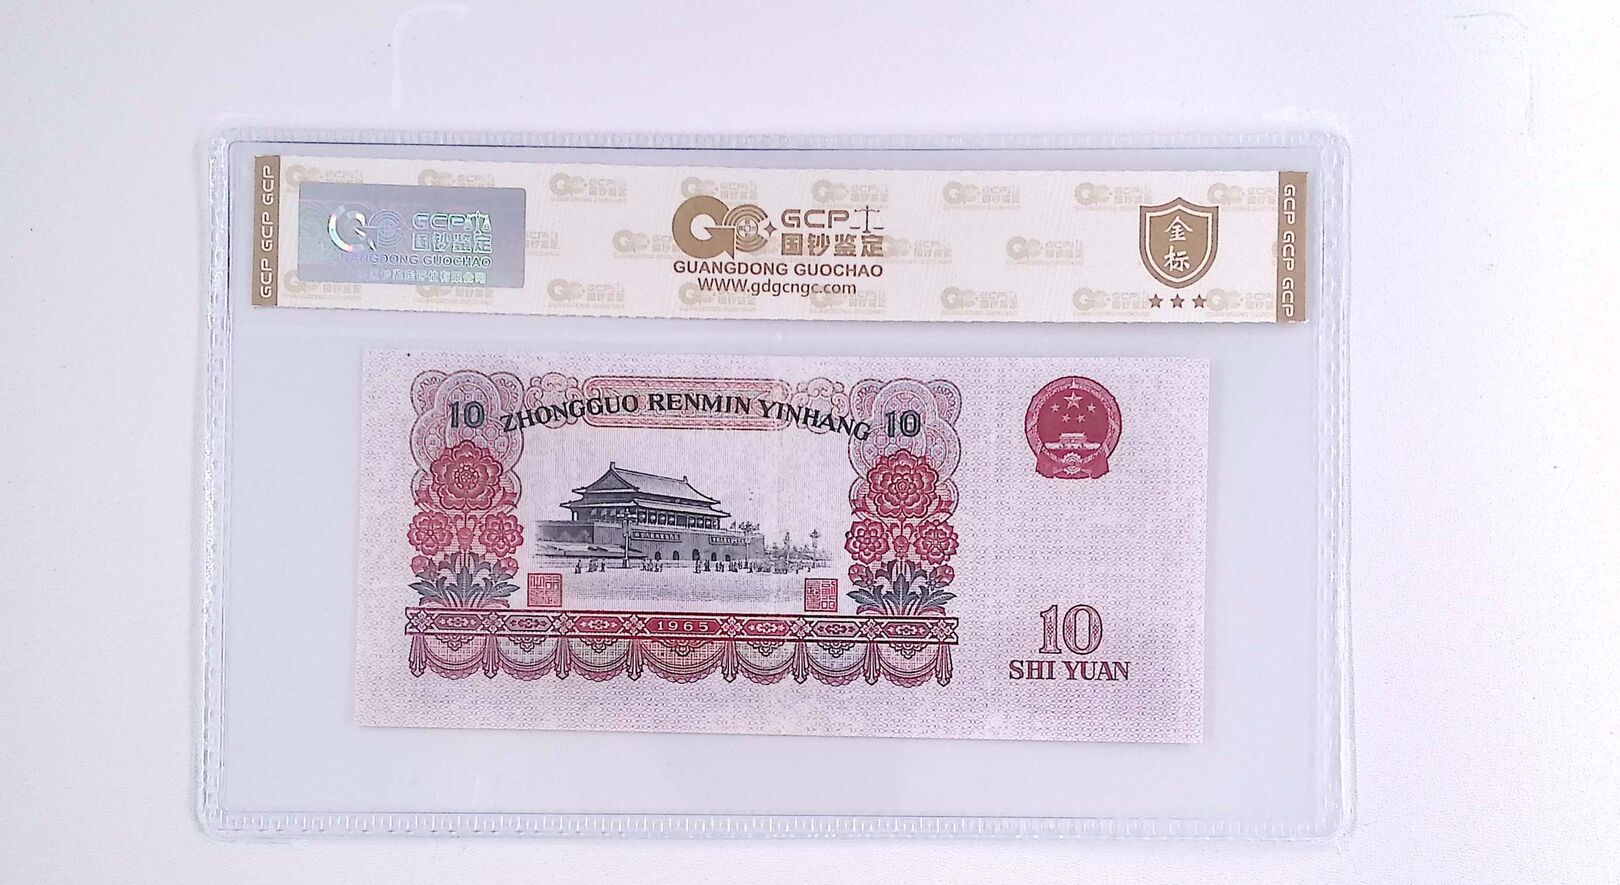 GCP GCP GCP
GCP
国钞鉴定
GUANGDONG GUOCHAO
GCP
国钞鉴定
GUANGDONG GUOCHAO
www.gdgcngc.com
金
标
GCP GCP GCP
10 ZHONGGUO RENMIN YINHANG 10
1965
10
SHI YUAN